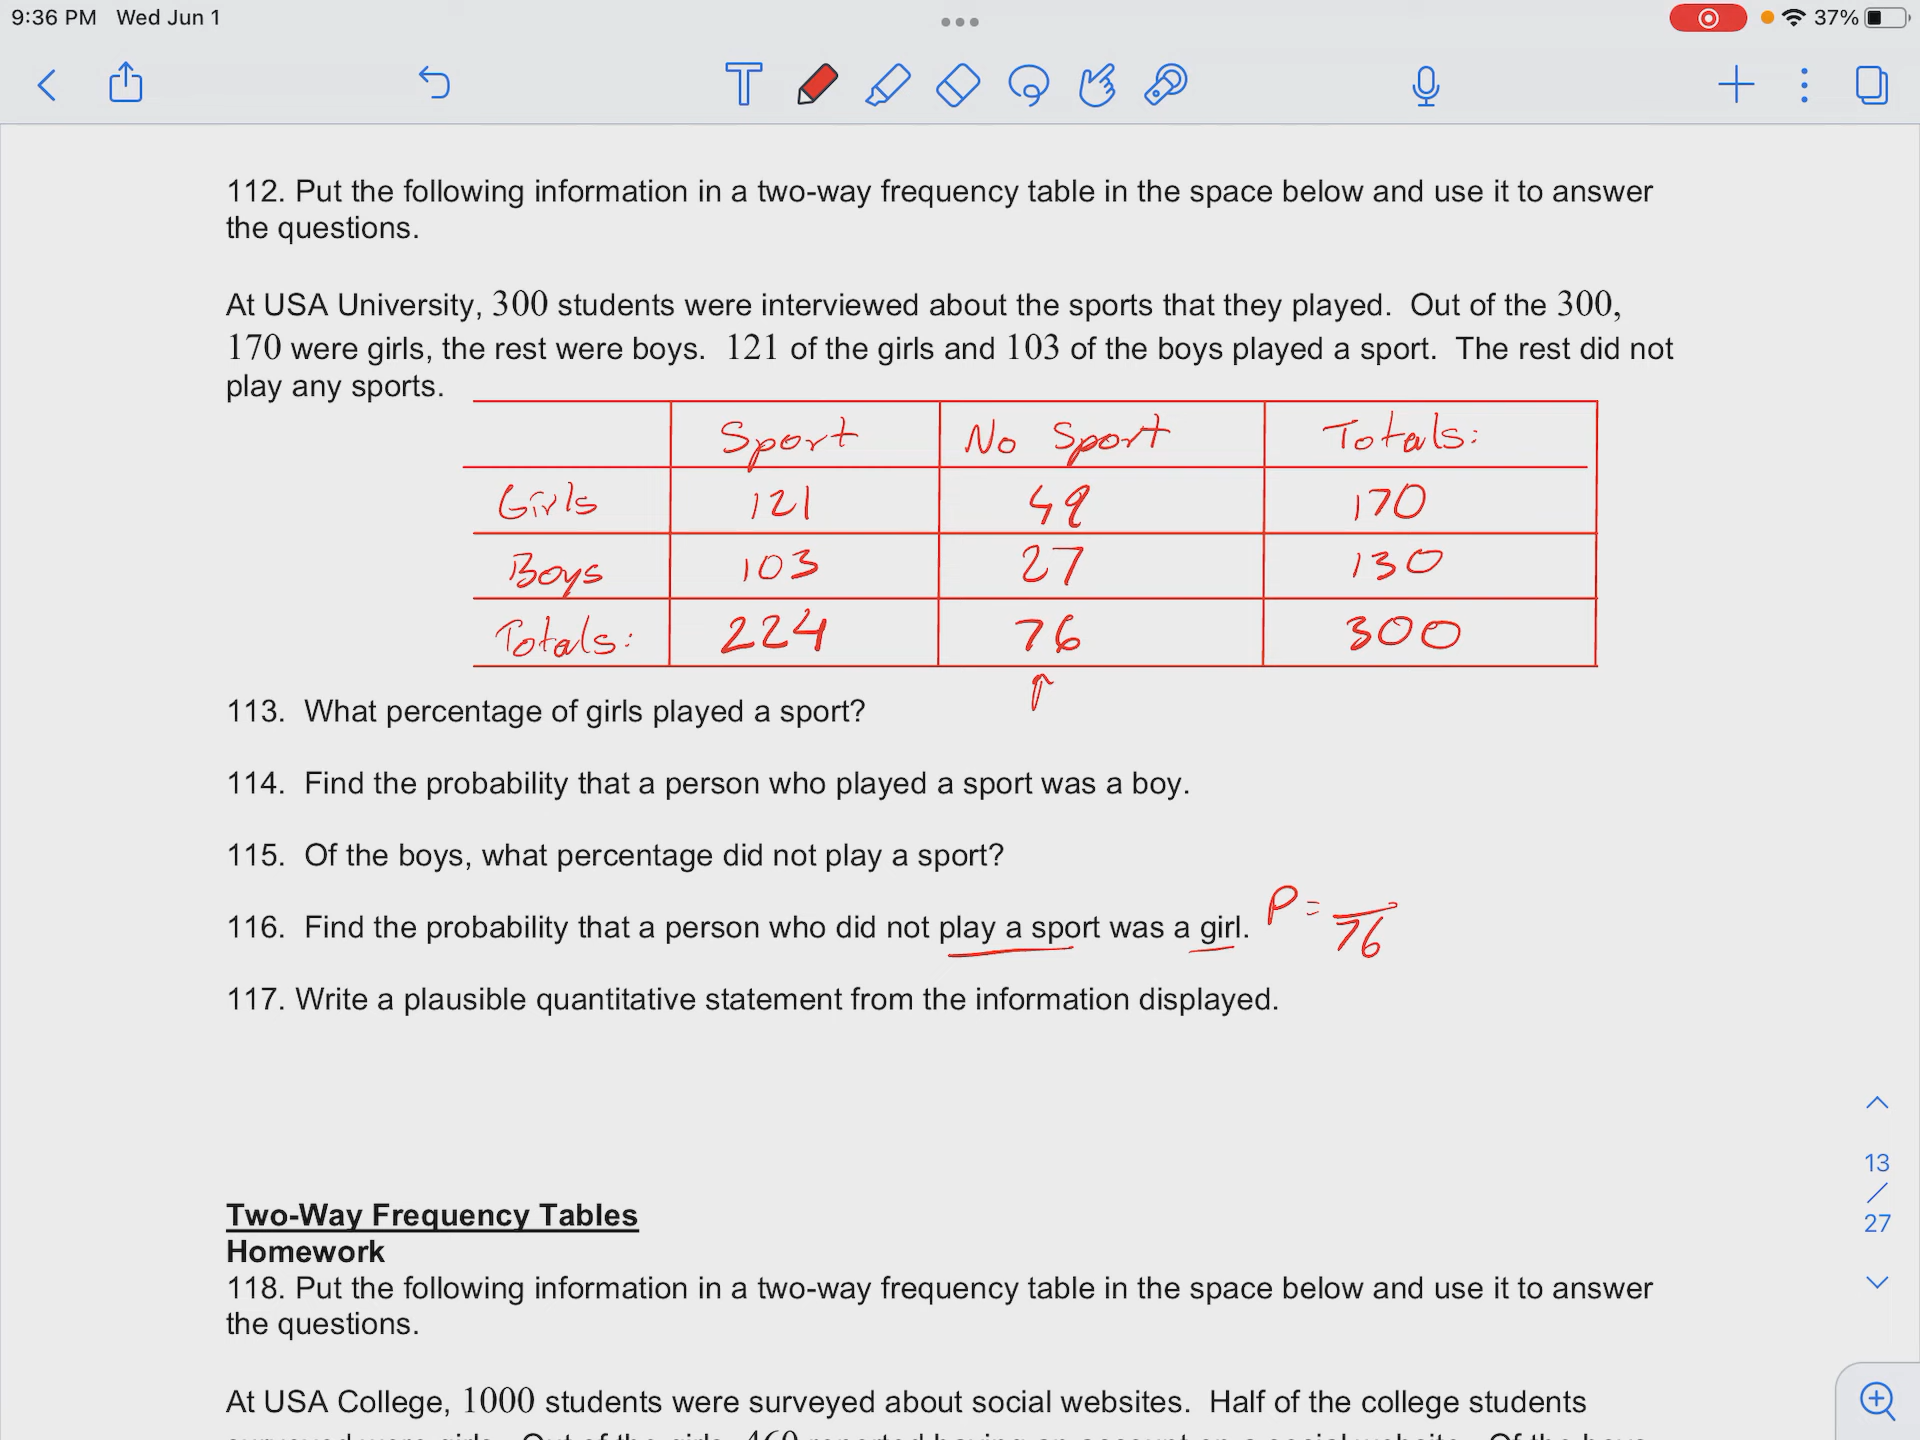 9:36 PM Wed Jun 1
37%
T
112. Put the following information in a two-way frequency table in the space below and use it to answer
the questions.
At USA University, 300 students were interviewed about the sports that they played. Out of the 300,
170 were girls, the rest were boys. 121 of the girls and 103 of the boys played a sport. The rest did not
play any sports.
Sport No Sport Totals:
Girls 121 49 170
Boys 103 27 130
Totals: 224 76 300
113. What percentage of girls played a sport?
114. Find the probability that a person who played a sport was a boy.
115. Of the boys, what percentage did not play a sport?
116. Find the probability that a person who did not play a sport was a girl. P = /76
117. Write a plausible quantitative statement from the information displayed.
13
/
27
Two-Way Frequency Tables
Homework
118. Put the following information in a two-way frequency table in the space below and use it to answer
the questions.
At USA College, 1000 students were surveyed about social websites. Half of the college students